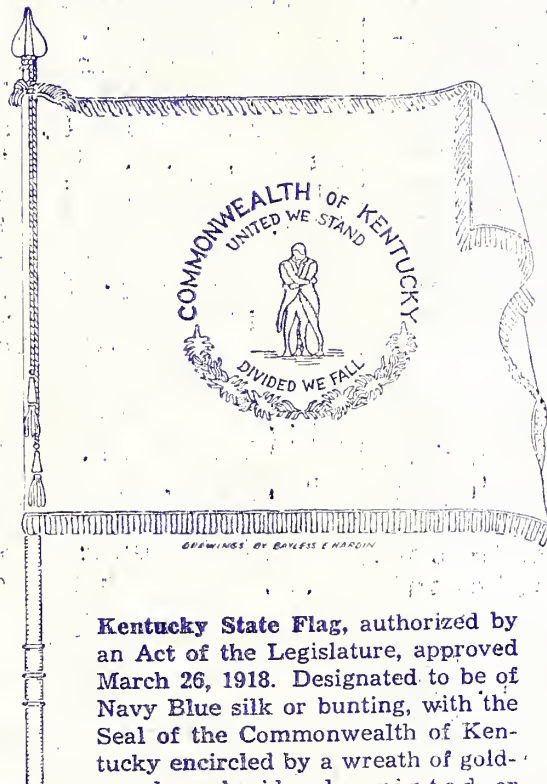 COMMONWEALTH OF KENTUCKY
UNITED WE STAND
DIVIDED WE FALL
DRAWINGS BY BAYLESS E HARDIN
Kentucky State Flag, authorized by
an Act of the Legislature, approved
March 26, 1918. Designated to be of
Navy Blue silk or bunting, with the
Seal of the Commonwealth of Ken-
tucky encircled by a wreath of gold-